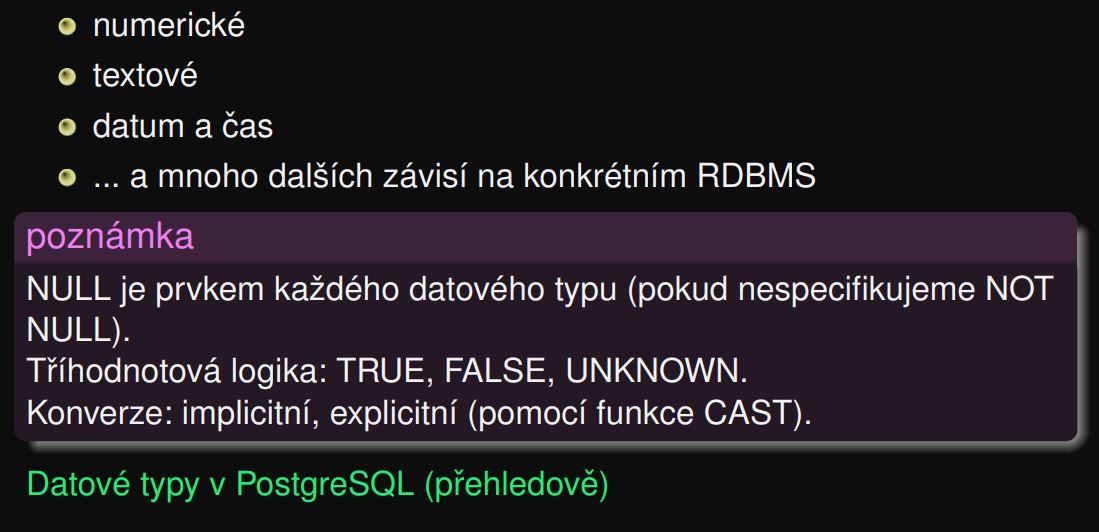 numerické
textové
datum a čas
... a mnoho dalších závisí na konkrétním RDBMS
poznámka
NULL je prvkem každého datového typu (pokud nespecifikujeme NOT
NULL).
Tříhodnotová logika: TRUE, FALSE, UNKNOWN.
Konverze: implicitní, explicitní (pomocí funkce CAST).
Datové typy v PostgreSQL (přehledově)